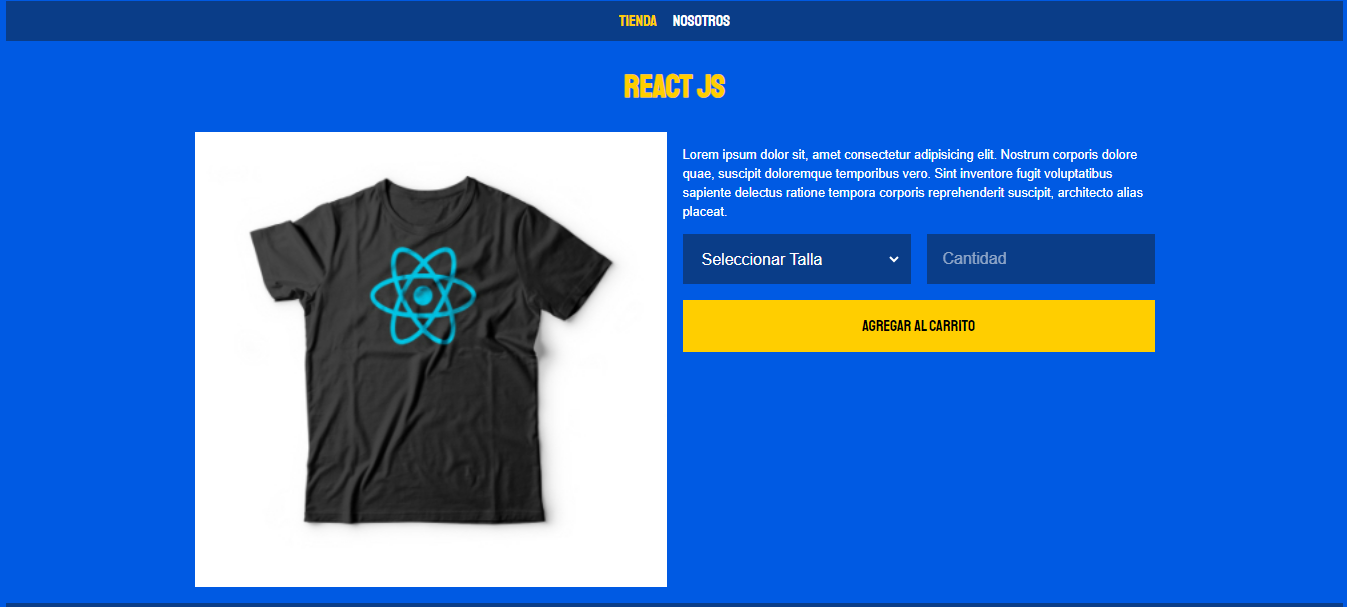 TIENDA NOSOTROS
REACT JS
Lorem ipsum dolor sit, amet consectetur adipisicing elit. Nostrum corporis dolore
quae, suscipit doloremque temporibus vero. Sint inventore fugit voluptatibus
sapiente delectus ratione tempora corporis reprehenderit suscipit, architecto alias
placeat.
Seleccionar Talla
Cantidad
AGREGAR AL CARRITO